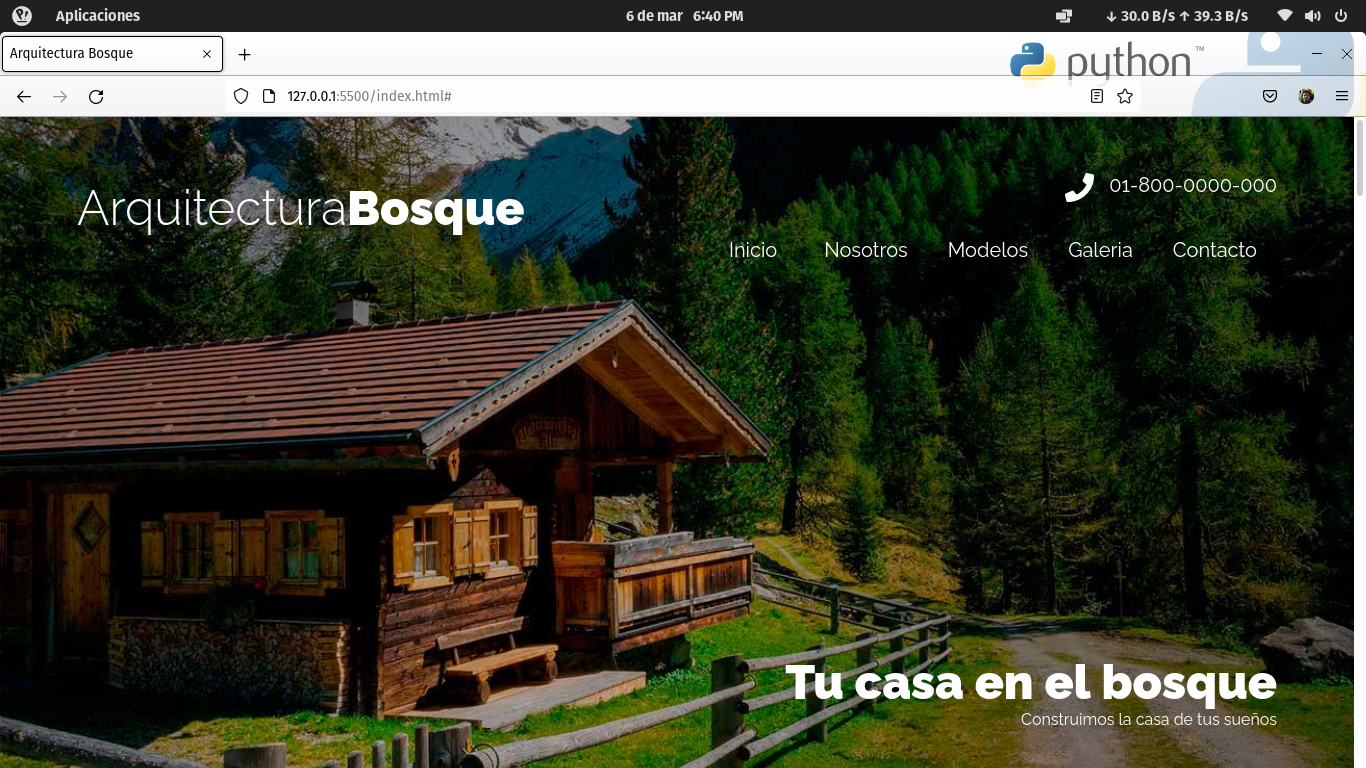 Aplicaciones
6 de mar 6:40 PM
↓ 30.0 B/s ↑ 39.3 B/s
Arquitectura Bosque
python™
127.0.0.1:5500/index.html#
ArquitecturaBosque
01-800-0000-000
Inicio Nosotros Modelos Galeria Contacto
Tu casa en el bosque
Construimos la casa de tus sueños